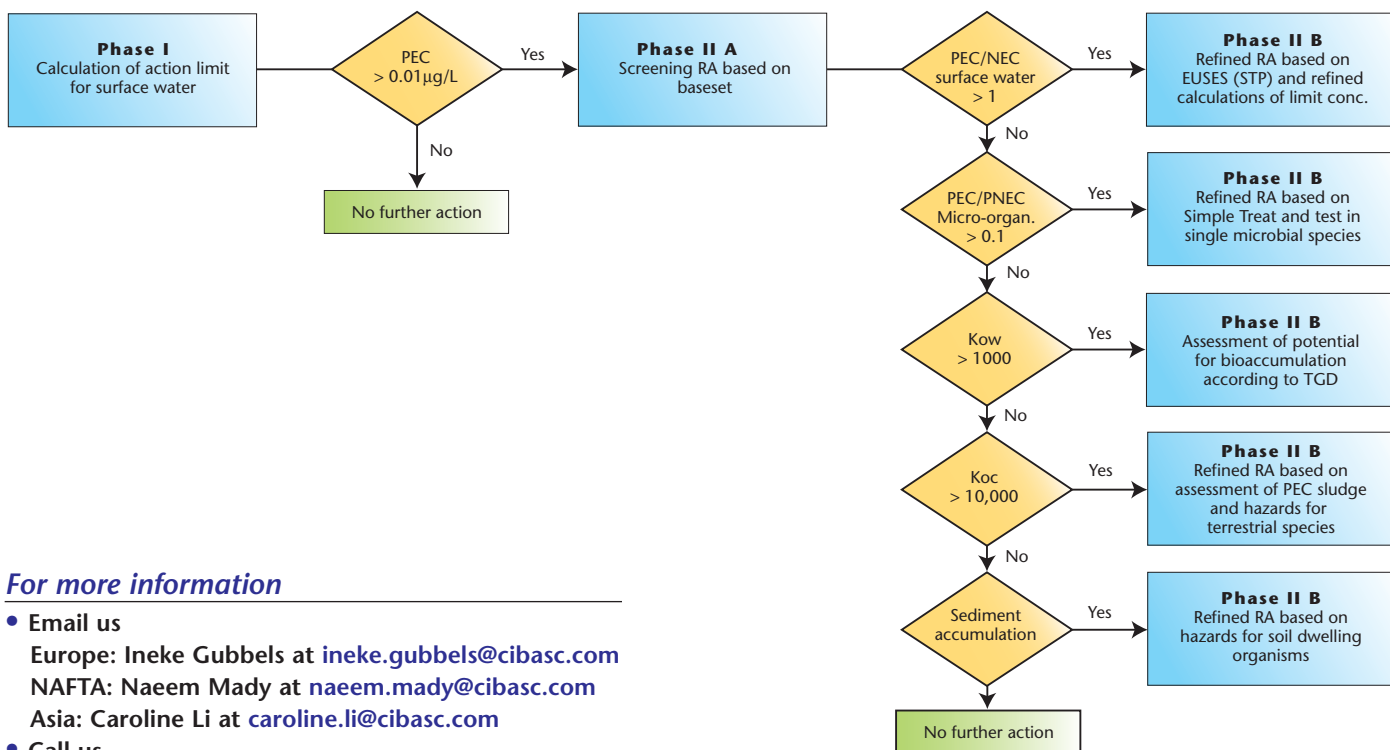 Phase I
Calculation of action limit
for surface water
PEC
> 0.01µg/L
Yes
No
No further action
Phase II A
Screening RA based on
baseset
PEC/NEC
surface water
> 1
Yes
No
Phase II B
Refined RA based on
EUSES (STP) and refined
calculations of limit conc.
PEC/PNEC
Micro-organ.
> 0.1
Yes
No
Phase II B
Refined RA based on
Simple Treat and test in
single microbial species
Kow
> 1000
Yes
No
Phase II B
Assessment of potential
for bioaccumulation
according to TGD
Koc
> 10,000
Yes
No
Phase II B
Refined RA based on
assessment of PEC sludge
and hazards for
terrestrial species
Sediment
accumulation
Yes
Phase II B
Refined RA based on
hazards for soil dwelling
organisms
No further action
For more information
• Email us
Europe: Ineke Gubbels at ineke.gubbels@cibasc.com
NAFTA: Naeem Mady at naeem.mady@cibasc.com
Asia: Caroline Li at caroline.li@cibasc.com
• Call us